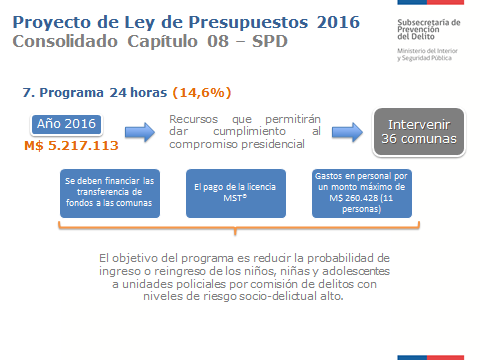 Proyecto de Ley de Presupuestos 2016
Consolidado Capítulo 08 – SPD
Subsecretaría de
Prevención
del Delito
Ministerio del Interior
y Seguridad Pública
7. Programa 24 horas (14,6%)
Año 2016
M$ 5.217.113
Recursos que permitirán
dar cumplimiento al
compromiso presidencial
Intervenir
36 comunas
Se deben financiar las
transferencia de
fondos a las comunas
El pago de la licencia
MST®
Gastos en personal por
un monto máximo de
M$ 260.428 (11
personas)
El objetivo del programa es reducir la probabilidad de
ingreso o reingreso de los niños, niñas y adolescentes
a unidades policiales por comisión de delitos con
niveles de riesgo socio-delictual alto.